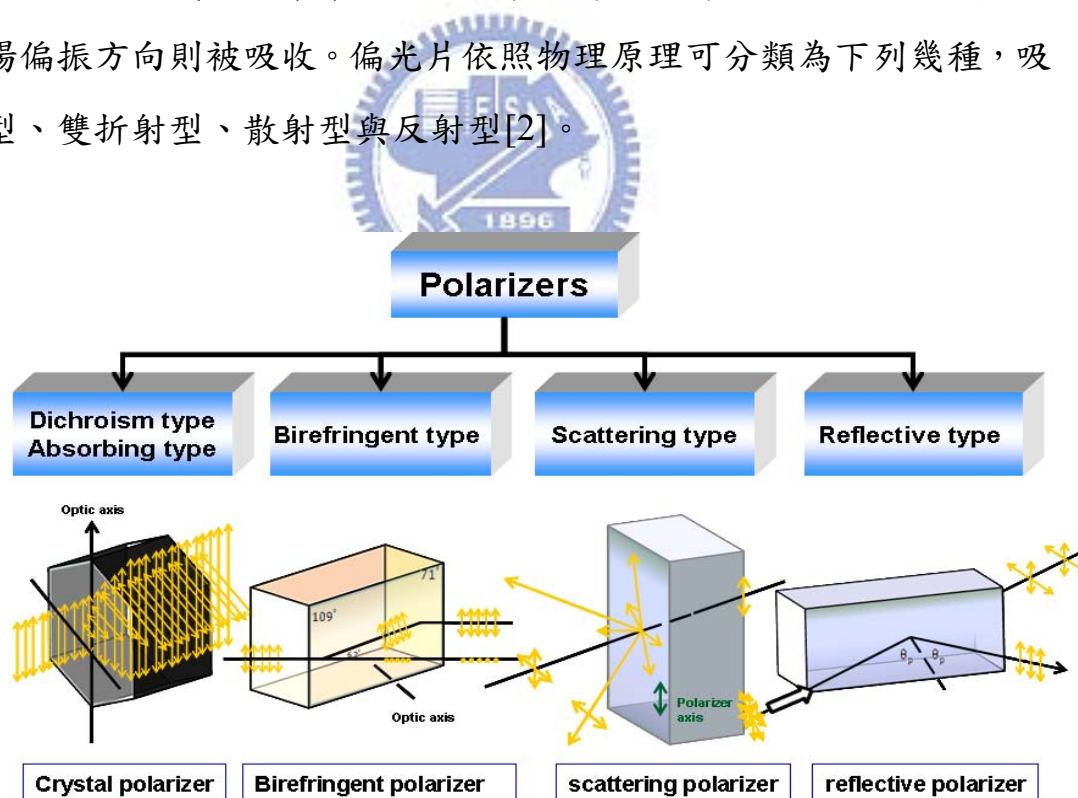 場偏振方向則被吸收。偏光片依照物理原理可分類為下列幾種，吸
型、雙折射型、散射型與反射型[2]。
E S
1896
Polarizers
Dichroism type
Absorbing type
Birefringent type
Scattering type
Reflective type
Optic axis
109°
71°
Optic axis
Polarizer
axis
θp θp
Crystal polarizer
Birefringent polarizer
scattering polarizer
reflective polarizer